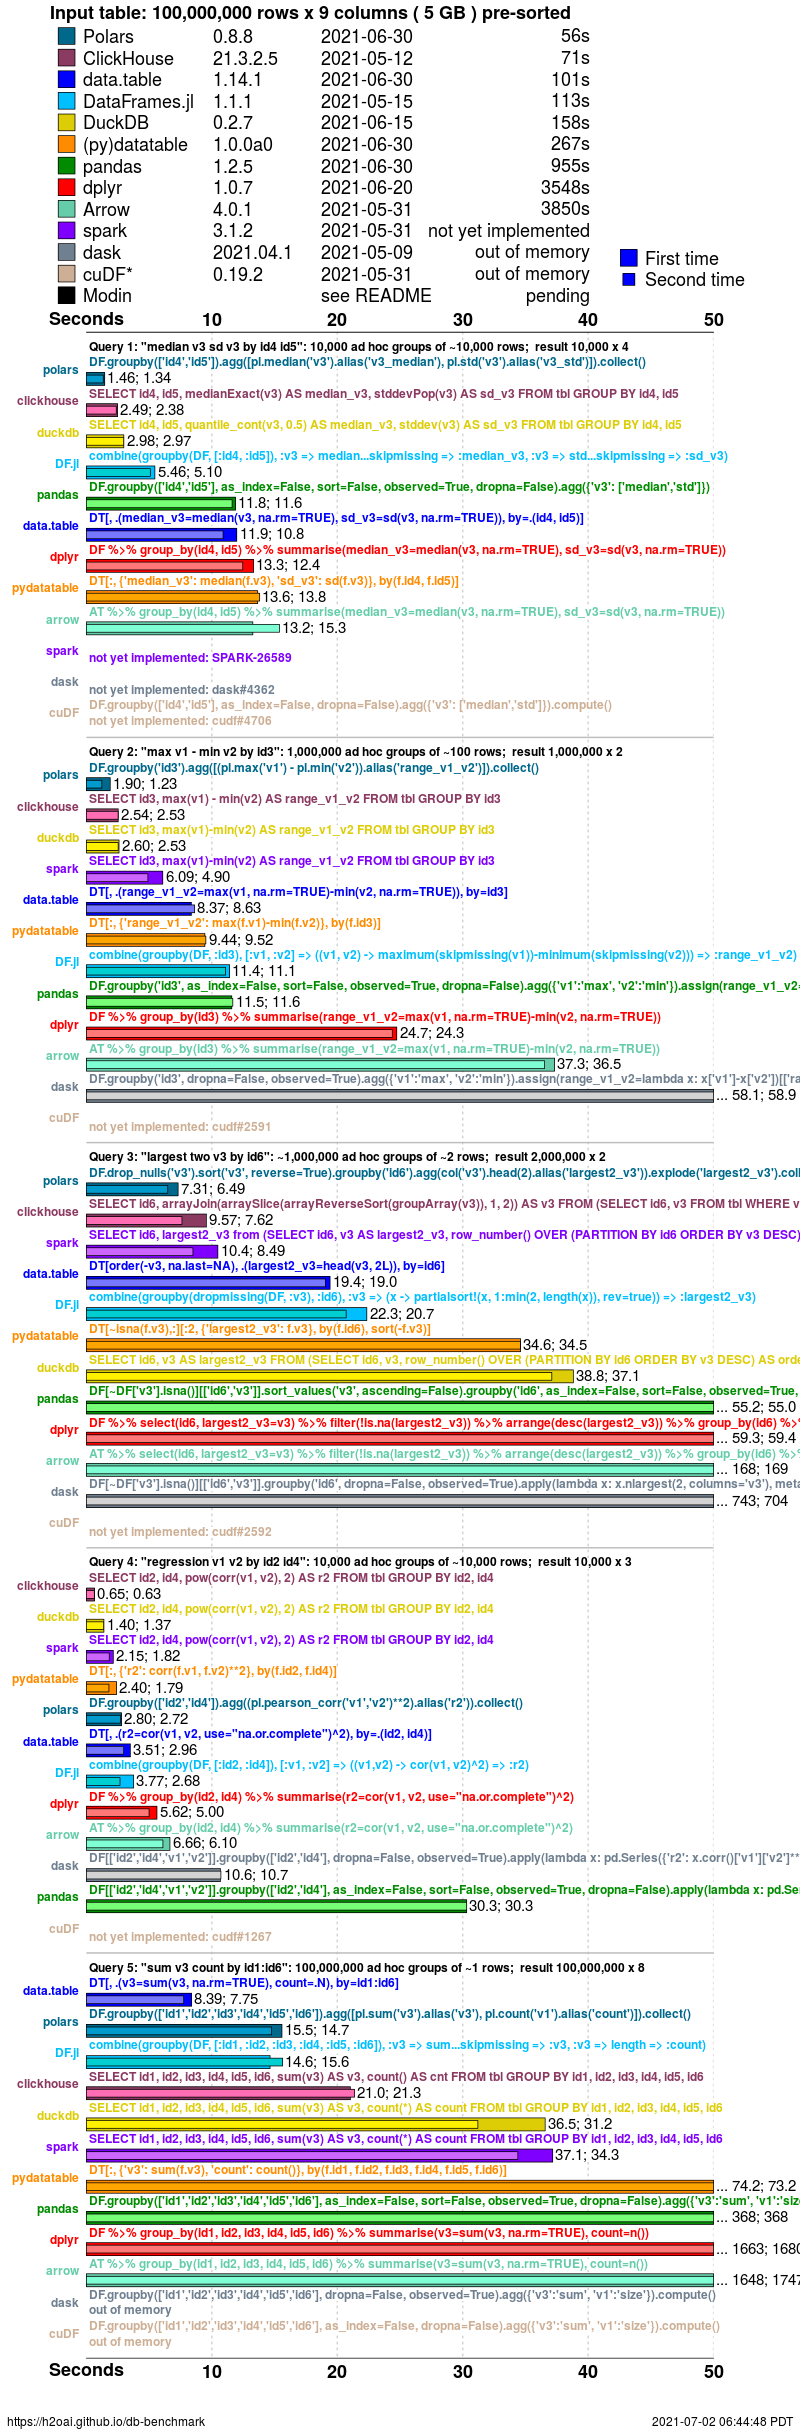 Input table: 100,000,000 rows x 9 columns ( 5 GB ) pre-sorted
Polars 0.8.8 2021-06-30 56s
ClickHouse 21.3.2.5 2021-05-12 71s
data.table 1.14.1 2021-06-30 101s
DataFrames.jl 1.1.1 2021-05-15 113s
DuckDB 0.2.7 2021-06-15 158s
(py)datatable 1.0.0a0 2021-06-30 267s
pandas 1.2.5 2021-06-30 955s
dplyr 1.0.7 2021-06-20 3548s
Arrow 4.0.1 2021-05-31 3850s
spark 3.1.2 2021-05-31 not yet implemented
dask 2021.04.1 2021-05-09 out of memory
cuDF* 0.19.2 2021-05-31 out of memory
Modin see README pending
First time
Second time
Seconds 10 20 30 40 50
Query 1: "median v3 sd v3 by id4 id5": 10,000 ad hoc groups of ~10,000 rows; result 10,000 x 4
DF.groupby(['id4','id5']).agg([pl.median('v3').alias('v3_median'), pl.std('v3').alias('v3_std')]).collect()
polars 1.46; 1.34
SELECT id4, id5, medianExact(v3) AS median_v3, stddevPop(v3) AS sd_v3 FROM tbl GROUP BY id4, id5
clickhouse 2.49; 2.38
SELECT id4, id5, quantile_cont(v3, 0.5) AS median_v3, stddev(v3) AS sd_v3 FROM tbl GROUP BY id4, id5
duckdb 2.98; 2.97
combine(groupby(DF, [:id4, :id5]), :v3 => median...skipmissing => :median_v3, :v3 => std...skipmissing => :sd_v3)
DF.jl 5.46; 5.10
DF.groupby(['id4','id5'], as_index=False, sort=False, observed=True, dropna=False).agg({'v3': ['median','std']})
pandas 11.8; 11.6
DT[, .(median_v3=median(v3, na.rm=TRUE), sd_v3=sd(v3, na.rm=TRUE)), by=.(id4, id5)]
data.table 11.9; 10.8
DF %>% group_by(id4, id5) %>% summarise(median_v3=median(v3, na.rm=TRUE), sd_v3=sd(v3, na.rm=TRUE))
dplyr 13.3; 12.4
DT[:, {'median_v3': median(f.v3), 'sd_v3': sd(f.v3)}, by(f.id4, f.id5)]
pydatatable 13.6; 13.8
AT %>% group_by(id4, id5) %>% summarise(median_v3=median(v3, na.rm=TRUE), sd_v3=sd(v3, na.rm=TRUE))
arrow 13.2; 15.3
spark not yet implemented: SPARK-26589
dask not yet implemented: dask#4362
DF.groupby(['id4','id5'], as_index=False, dropna=False).agg({'v3': ['median','std']}).compute()
cuDF not yet implemented: cudf#4706
Query 2: "max v1 - min v2 by id3": 1,000,000 ad hoc groups of ~100 rows; result 1,000,000 x 2
DF.groupby('id3').agg([(pl.max('v1') - pl.min('v2')).alias('range_v1_v2')]).collect()
polars 1.90; 1.23
SELECT id3, max(v1) - min(v2) AS range_v1_v2 FROM tbl GROUP BY id3
clickhouse 2.54; 2.53
SELECT id3, max(v1)-min(v2) AS range_v1_v2 FROM tbl GROUP BY id3
duckdb 2.60; 2.53
SELECT id3, max(v1)-min(v2) AS range_v1_v2 FROM tbl GROUP BY id3
spark 6.09; 4.90
DT[, .(range_v1_v2=max(v1, na.rm=TRUE)-min(v2, na.rm=TRUE)), by=id3]
data.table 8.37; 8.63
DT[:, {'range_v1_v2': max(f.v1)-min(f.v2)}, by(f.id3)]
pydatatable 9.44; 9.52
combine(groupby(DF, :id3), [:v1, :v2] => ((v1, v2) -> maximum(skipmissing(v1))-minimum(skipmissing(v2))) => :range_v1_v2)
DF.jl 11.4; 11.1
DF.groupby('id3', as_index=False, sort=False, observed=True, dropna=False).agg({'v1':'max', 'v2':'min'}).assign(range_v1_v2=
pandas 11.5; 11.6
DF %>% group_by(id3) %>% summarise(range_v1_v2=max(v1, na.rm=TRUE)-min(v2, na.rm=TRUE))
dplyr 24.7; 24.3
AT %>% group_by(id3) %>% summarise(range_v1_v2=max(v1, na.rm=TRUE)-min(v2, na.rm=TRUE))
arrow 37.3; 36.5
DF.groupby('id3', dropna=False, observed=True).agg({'v1':'max', 'v2':'min'}).assign(range_v1_v2=lambda x: x['v1']-x['v2'])[['ra
dask ... 58.1; 58.9
cuDF not yet implemented: cudf#2591
Query 3: "largest two v3 by id6": ~1,000,000 ad hoc groups of ~2 rows; result 2,000,000 x 2
DF.drop_nulls('v3').sort('v3', reverse=True).groupby('id6').agg(col('v3').head(2).alias('largest2_v3')).explode('largest2_v3').coll
polars 7.31; 6.49
SELECT id6, arrayJoin(arraySlice(arrayReverseSort(groupArray(v3)), 1, 2)) AS v3 FROM (SELECT id6, v3 FROM tbl WHERE v
clickhouse 9.57; 7.62
SELECT id6, largest2_v3 from (SELECT id6, v3 AS largest2_v3, row_number() OVER (PARTITION BY id6 ORDER BY v3 DESC)
spark 10.4; 8.49
DT[order(-v3, na.last=NA), .(largest2_v3=head(v3, 2L)), by=id6]
data.table 19.4; 19.0
combine(groupby(dropmissing(DF, :v3), :id6), :v3 => (x -> partialsort!(x, 1:min(2, length(x)), rev=true)) => :largest2_v3)
DF.jl 22.3; 20.7
DT[~isna(f.v3),:][:2, {'largest2_v3': f.v3}, by(f.id6), sort(-f.v3)]
pydatatable 34.6; 34.5
SELECT id6, v3 AS largest2_v3 FROM (SELECT id6, v3, row_number() OVER (PARTITION BY id6 ORDER BY v3 DESC) AS orde
duckdb 38.8; 37.1
DF[~DF['v3'].isna()][['id6','v3']].sort_values('v3', ascending=False).groupby('id6', as_index=False, sort=False, observed=True,
pandas ... 55.2; 55.0
DF %>% select(id6, largest2_v3=v3) %>% filter(!is.na(largest2_v3)) %>% arrange(desc(largest2_v3)) %>% group_by(id6) %>%
dplyr ... 59.3; 59.4
AT %>% select(id6, largest2_v3=v3) %>% filter(!is.na(largest2_v3)) %>% arrange(desc(largest2_v3)) %>% group_by(id6) %>%
arrow ... 168; 169
DF[~DF['v3'].isna()][['id6','v3']].groupby('id6', dropna=False, observed=True).apply(lambda x: x.nlargest(2, columns='v3'), meta
dask ... 743; 704
cuDF not yet implemented: cudf#2592
Query 4: "regression v1 v2 by id2 id4": 10,000 ad hoc groups of ~10,000 rows; result 10,000 x 3
SELECT id2, id4, pow(corr(v1, v2), 2) AS r2 FROM tbl GROUP BY id2, id4
clickhouse 0.65; 0.63
SELECT id2, id4, pow(corr(v1, v2), 2) AS r2 FROM tbl GROUP BY id2, id4
duckdb 1.40; 1.37
SELECT id2, id4, pow(corr(v1, v2), 2) AS r2 FROM tbl GROUP BY id2, id4
spark 2.15; 1.82
DT[:, {'r2': corr(f.v1, f.v2)**2}, by(f.id2, f.id4)]
pydatatable 2.40; 1.79
DF.groupby(['id2','id4']).agg((pl.pearson_corr('v1','v2')**2).alias('r2')).collect()
polars 2.80; 2.72
DT[, .(r2=cor(v1, v2, use="na.or.complete")^2), by=.(id2, id4)]
data.table 3.51; 2.96
combine(groupby(DF, [:id2, :id4]), [:v1, :v2] => ((v1,v2) -> cor(v1, v2)^2) => :r2)
DF.jl 3.77; 2.68
DF %>% group_by(id2, id4) %>% summarise(r2=cor(v1, v2, use="na.or.complete")^2)
dplyr 5.62; 5.00
AT %>% group_by(id2, id4) %>% summarise(r2=cor(v1, v2, use="na.or.complete")^2)
arrow 6.66; 6.10
DF[['id2','id4','v1','v2']].groupby(['id2','id4'], dropna=False, observed=True).apply(lambda x: pd.Series({'r2': x.corr()['v1']['v2']**
dask 10.6; 10.7
DF[['id2','id4','v1','v2']].groupby(['id2','id4'], as_index=False, sort=False, observed=True, dropna=False).apply(lambda x: pd.Se
pandas 30.3; 30.3
cuDF not yet implemented: cudf#1267
Query 5: "sum v3 count by id1:id6": 100,000,000 ad hoc groups of ~1 rows; result 100,000,000 x 8
DT[, .(v3=sum(v3, na.rm=TRUE), count=.N), by=id1:id6]
data.table 8.39; 7.75
DF.groupby(['id1','id2','id3','id4','id5','id6']).agg([pl.sum('v3').alias('v3'), pl.count('v1').alias('count')]).collect()
polars 15.5; 14.7
combine(groupby(DF, [:id1, :id2, :id3, :id4, :id5, :id6]), :v3 => sum...skipmissing => :v3, :v3 => length => :count)
DF.jl 14.6; 15.6
SELECT id1, id2, id3, id4, id5, id6, sum(v3) AS v3, count() AS cnt FROM tbl GROUP BY id1, id2, id3, id4, id5, id6
clickhouse 21.0; 21.3
SELECT id1, id2, id3, id4, id5, id6, sum(v3) AS v3, count(*) AS count FROM tbl GROUP BY id1, id2, id3, id4, id5, id6
duckdb 36.5; 31.2
SELECT id1, id2, id3, id4, id5, id6, sum(v3) AS v3, count(*) AS count FROM tbl GROUP BY id1, id2, id3, id4, id5, id6
spark 37.1; 34.3
DT[:, {'v3': sum(f.v3), 'count': count()}, by(f.id1, f.id2, f.id3, f.id4, f.id5, f.id6)]
pydatatable ... 74.2; 73.2
DF.groupby(['id1','id2','id3','id4','id5','id6'], as_index=False, sort=False, observed=True, dropna=False).agg({'v3':'sum', 'v1':'size
pandas ... 368; 368
DF %>% group_by(id1, id2, id3, id4, id5, id6) %>% summarise(v3=sum(v3, na.rm=TRUE), count=n())
dplyr ... 1663; 1680
AT %>% group_by(id1, id2, id3, id4, id5, id6) %>% summarise(v3=sum(v3, na.rm=TRUE), count=n())
arrow ... 1648; 1747
DF.groupby(['id1','id2','id3','id4','id5','id6'], dropna=False, observed=True).agg({'v3':'sum', 'v1':'size'}).compute()
dask out of memory
DF.groupby(['id1','id2','id3','id4','id5','id6'], as_index=False, dropna=False).agg({'v3':'sum', 'v1':'size'}).compute()
cuDF out of memory
Seconds 10 20 30 40 50
https://h2oai.github.io/db-benchmark 2021-07-02 06:44:48 PDT